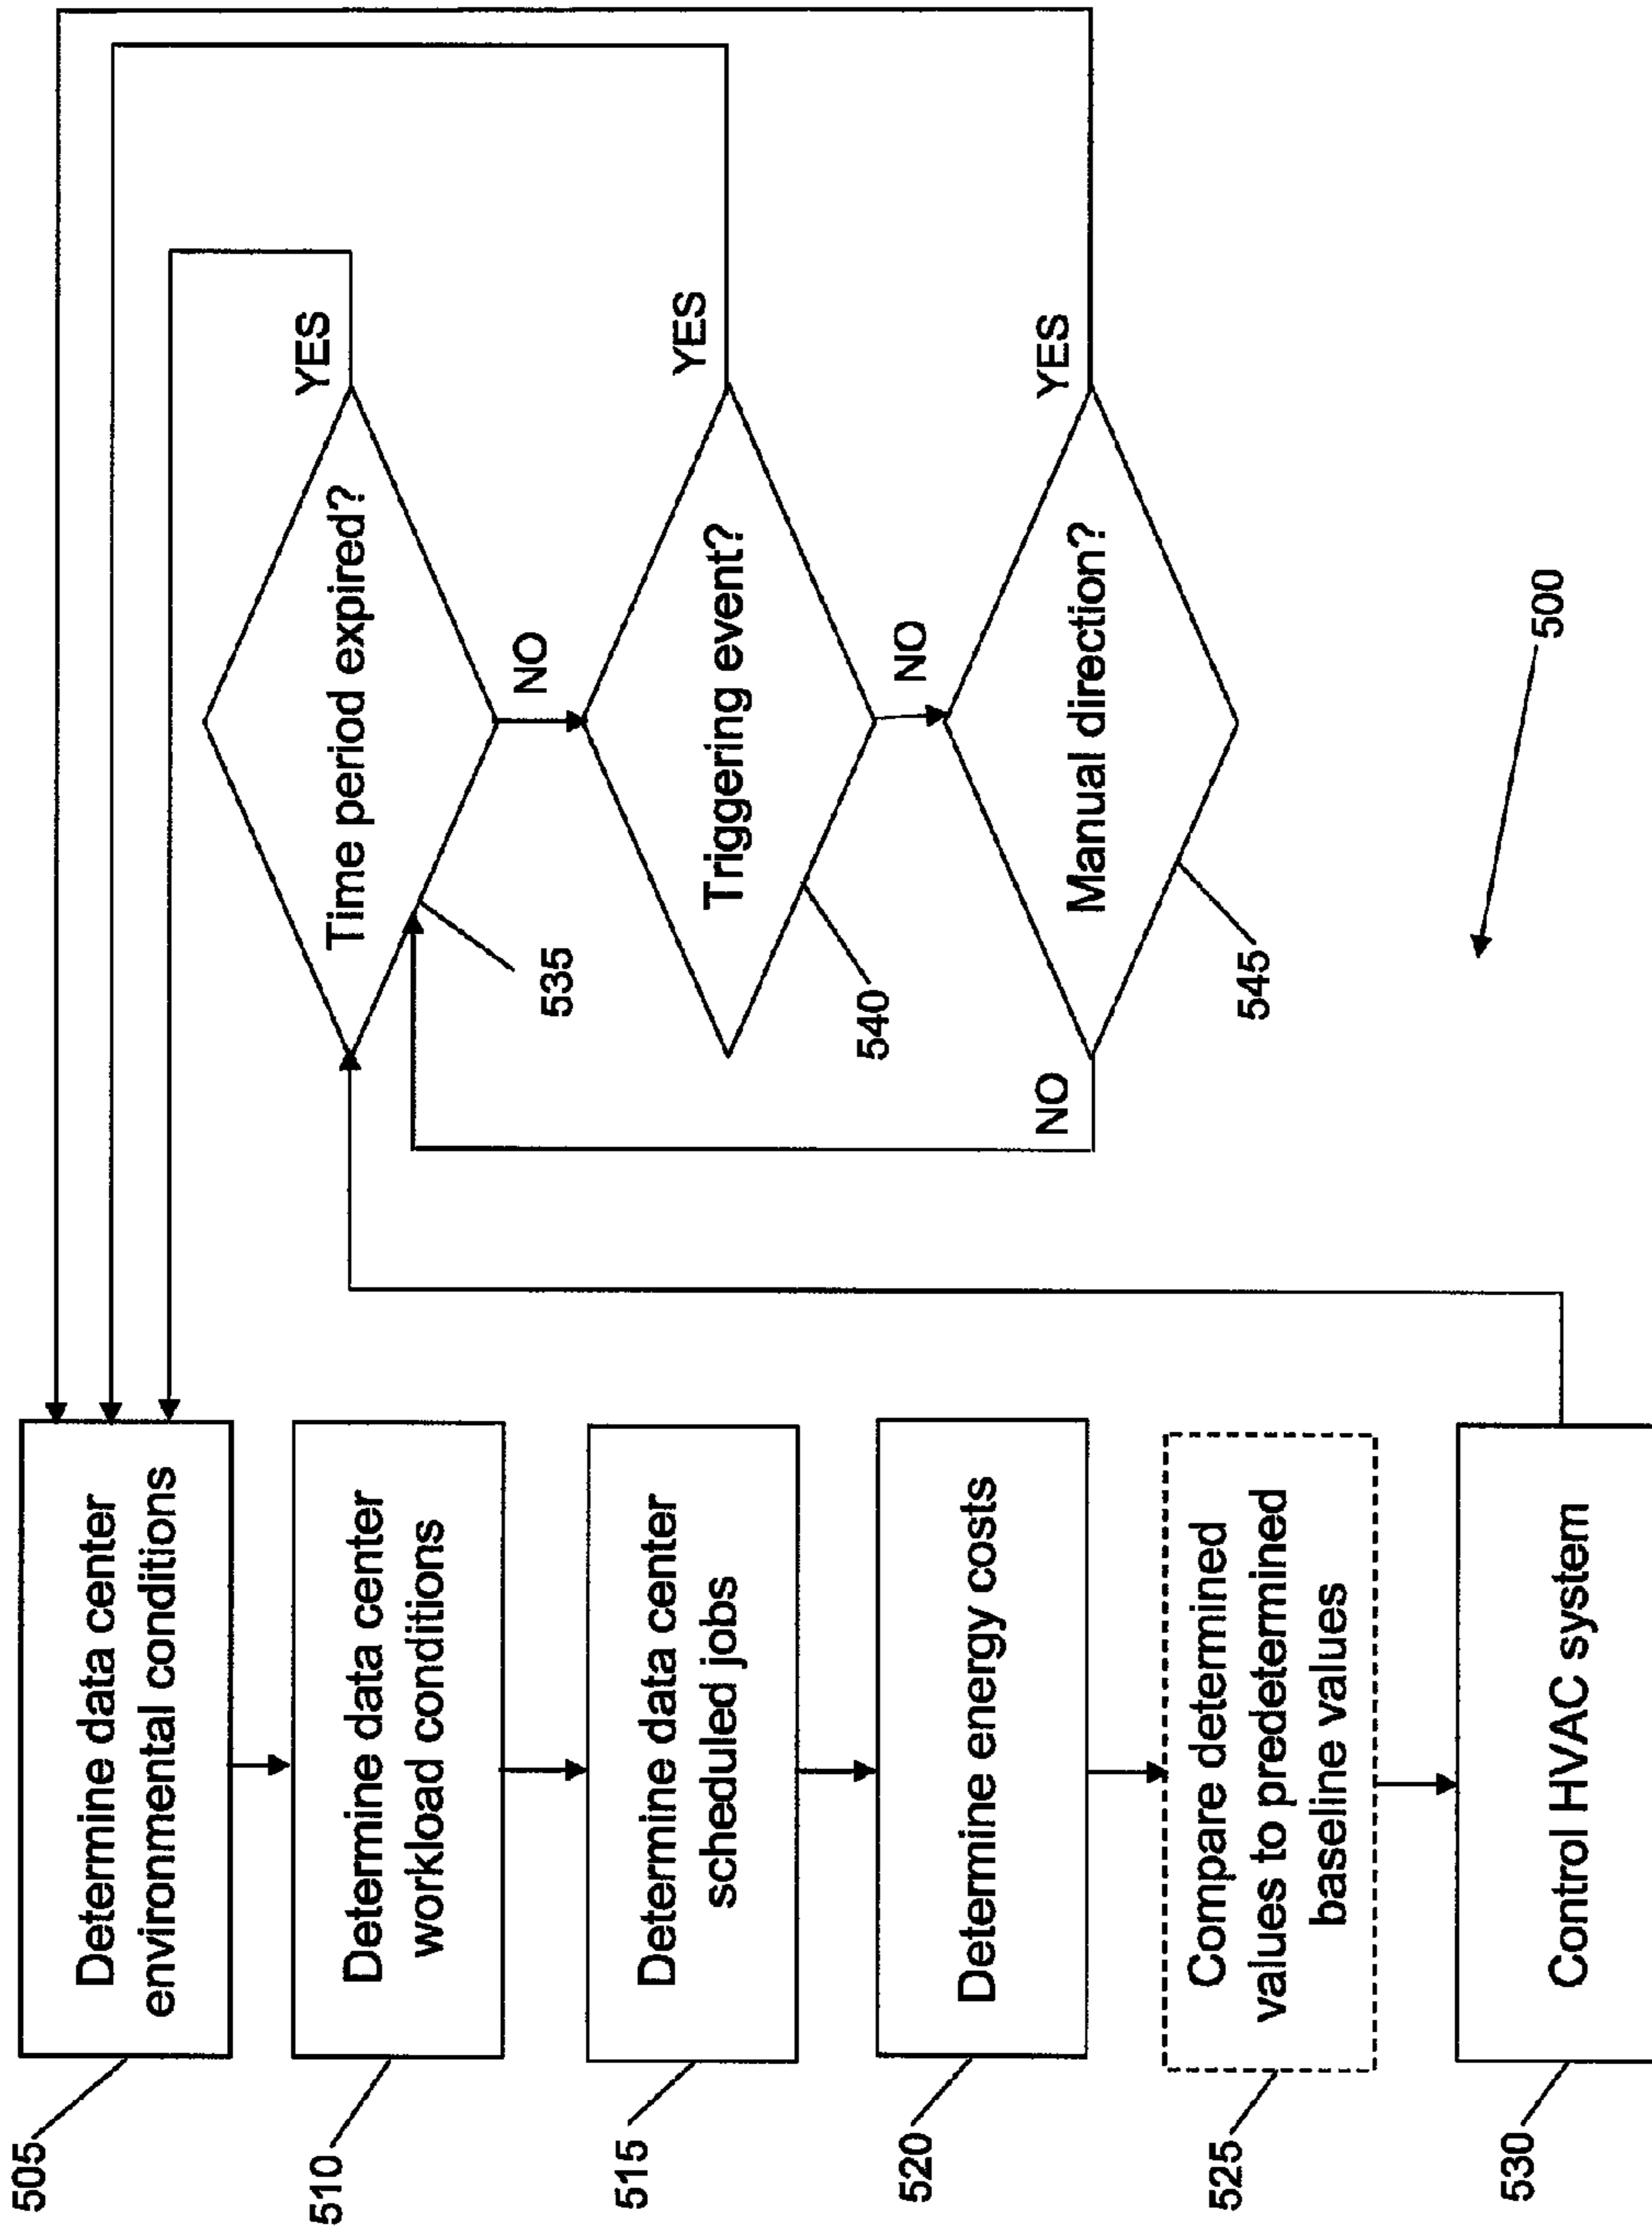 505
Determine data center
environmental conditions
510
Determine data center
workload conditions
515
Determine data center
scheduled jobs
520
Determine energy costs
525
Compare determined
values to predetermined
baseline values
530
Control HVAC system
Time period expired?
YES
535
NO
Triggering event?
YES
540
NO
Manual direction?
YES
NO
545
500